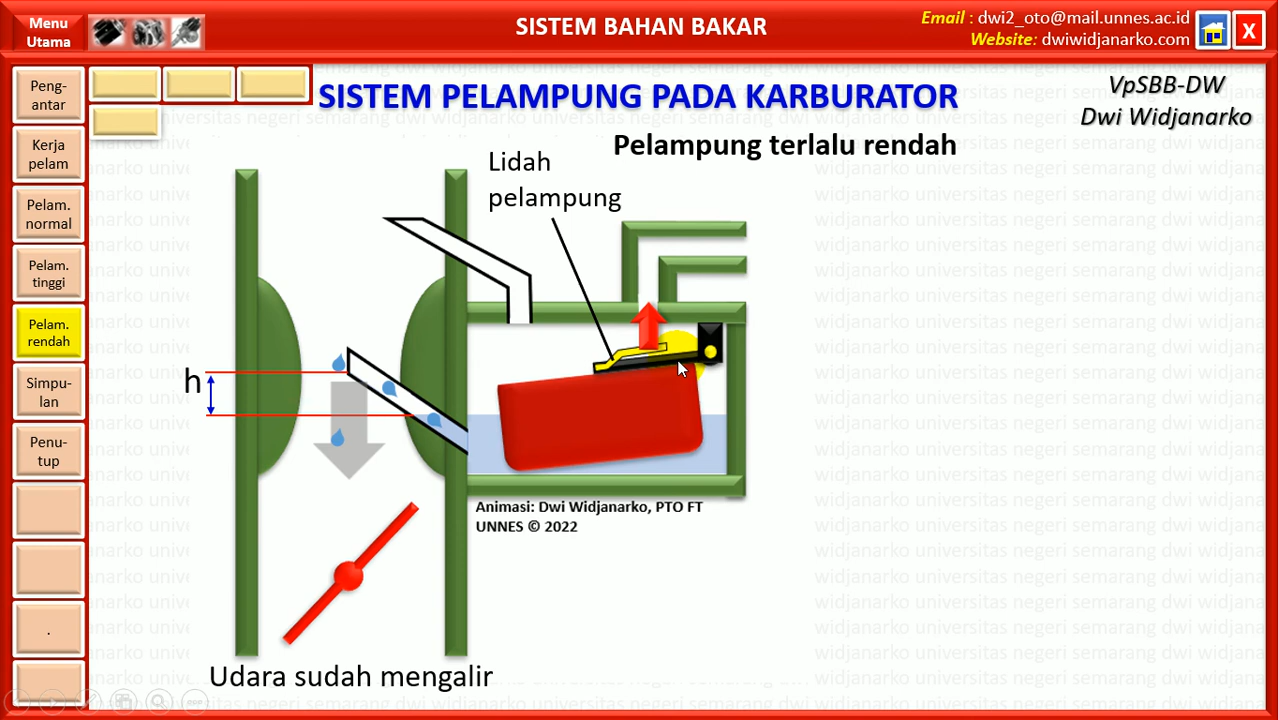 Menu
Utama
SISTEM BAHAN BAKAR
Email : dwi2_oto@mail.unnes.ac.id
Website: dwiwidjanarko.com
X
Peng-
antar
Kerja
pelam
Pelam.
normal
Pelam.
tinggi
Pelam.
rendah
Simpu-
lan
Penu-
tup
.
SISTEM PELAMPUNG PADA KARBURATOR
VpSBB-DW
Dwi Widjanarko
Pelampung terlalu rendah
Lidah
pelampung
h
Animasi: Dwi Widjanarko, PTO FT
UNNES © 2022
Udara sudah mengalir